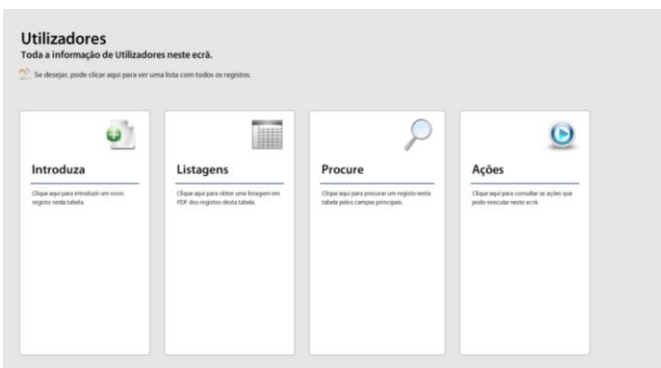 Utilizadores
Toda a informação de Utilizadores neste ecrã.
Se desejar, pode clicar aqui para ver uma lista com todos os registos.
Introduza
Clique aqui para introduzir um novo
registo nesta tabela.
Listagens
Clique aqui para obter uma listagem em
PDF dos registos desta tabela.
Procure
Clique aqui para procurar um registo nesta
tabela pelos campos principais.
Ações
Clique aqui para consultar as ações que
pode executar neste ecrã.